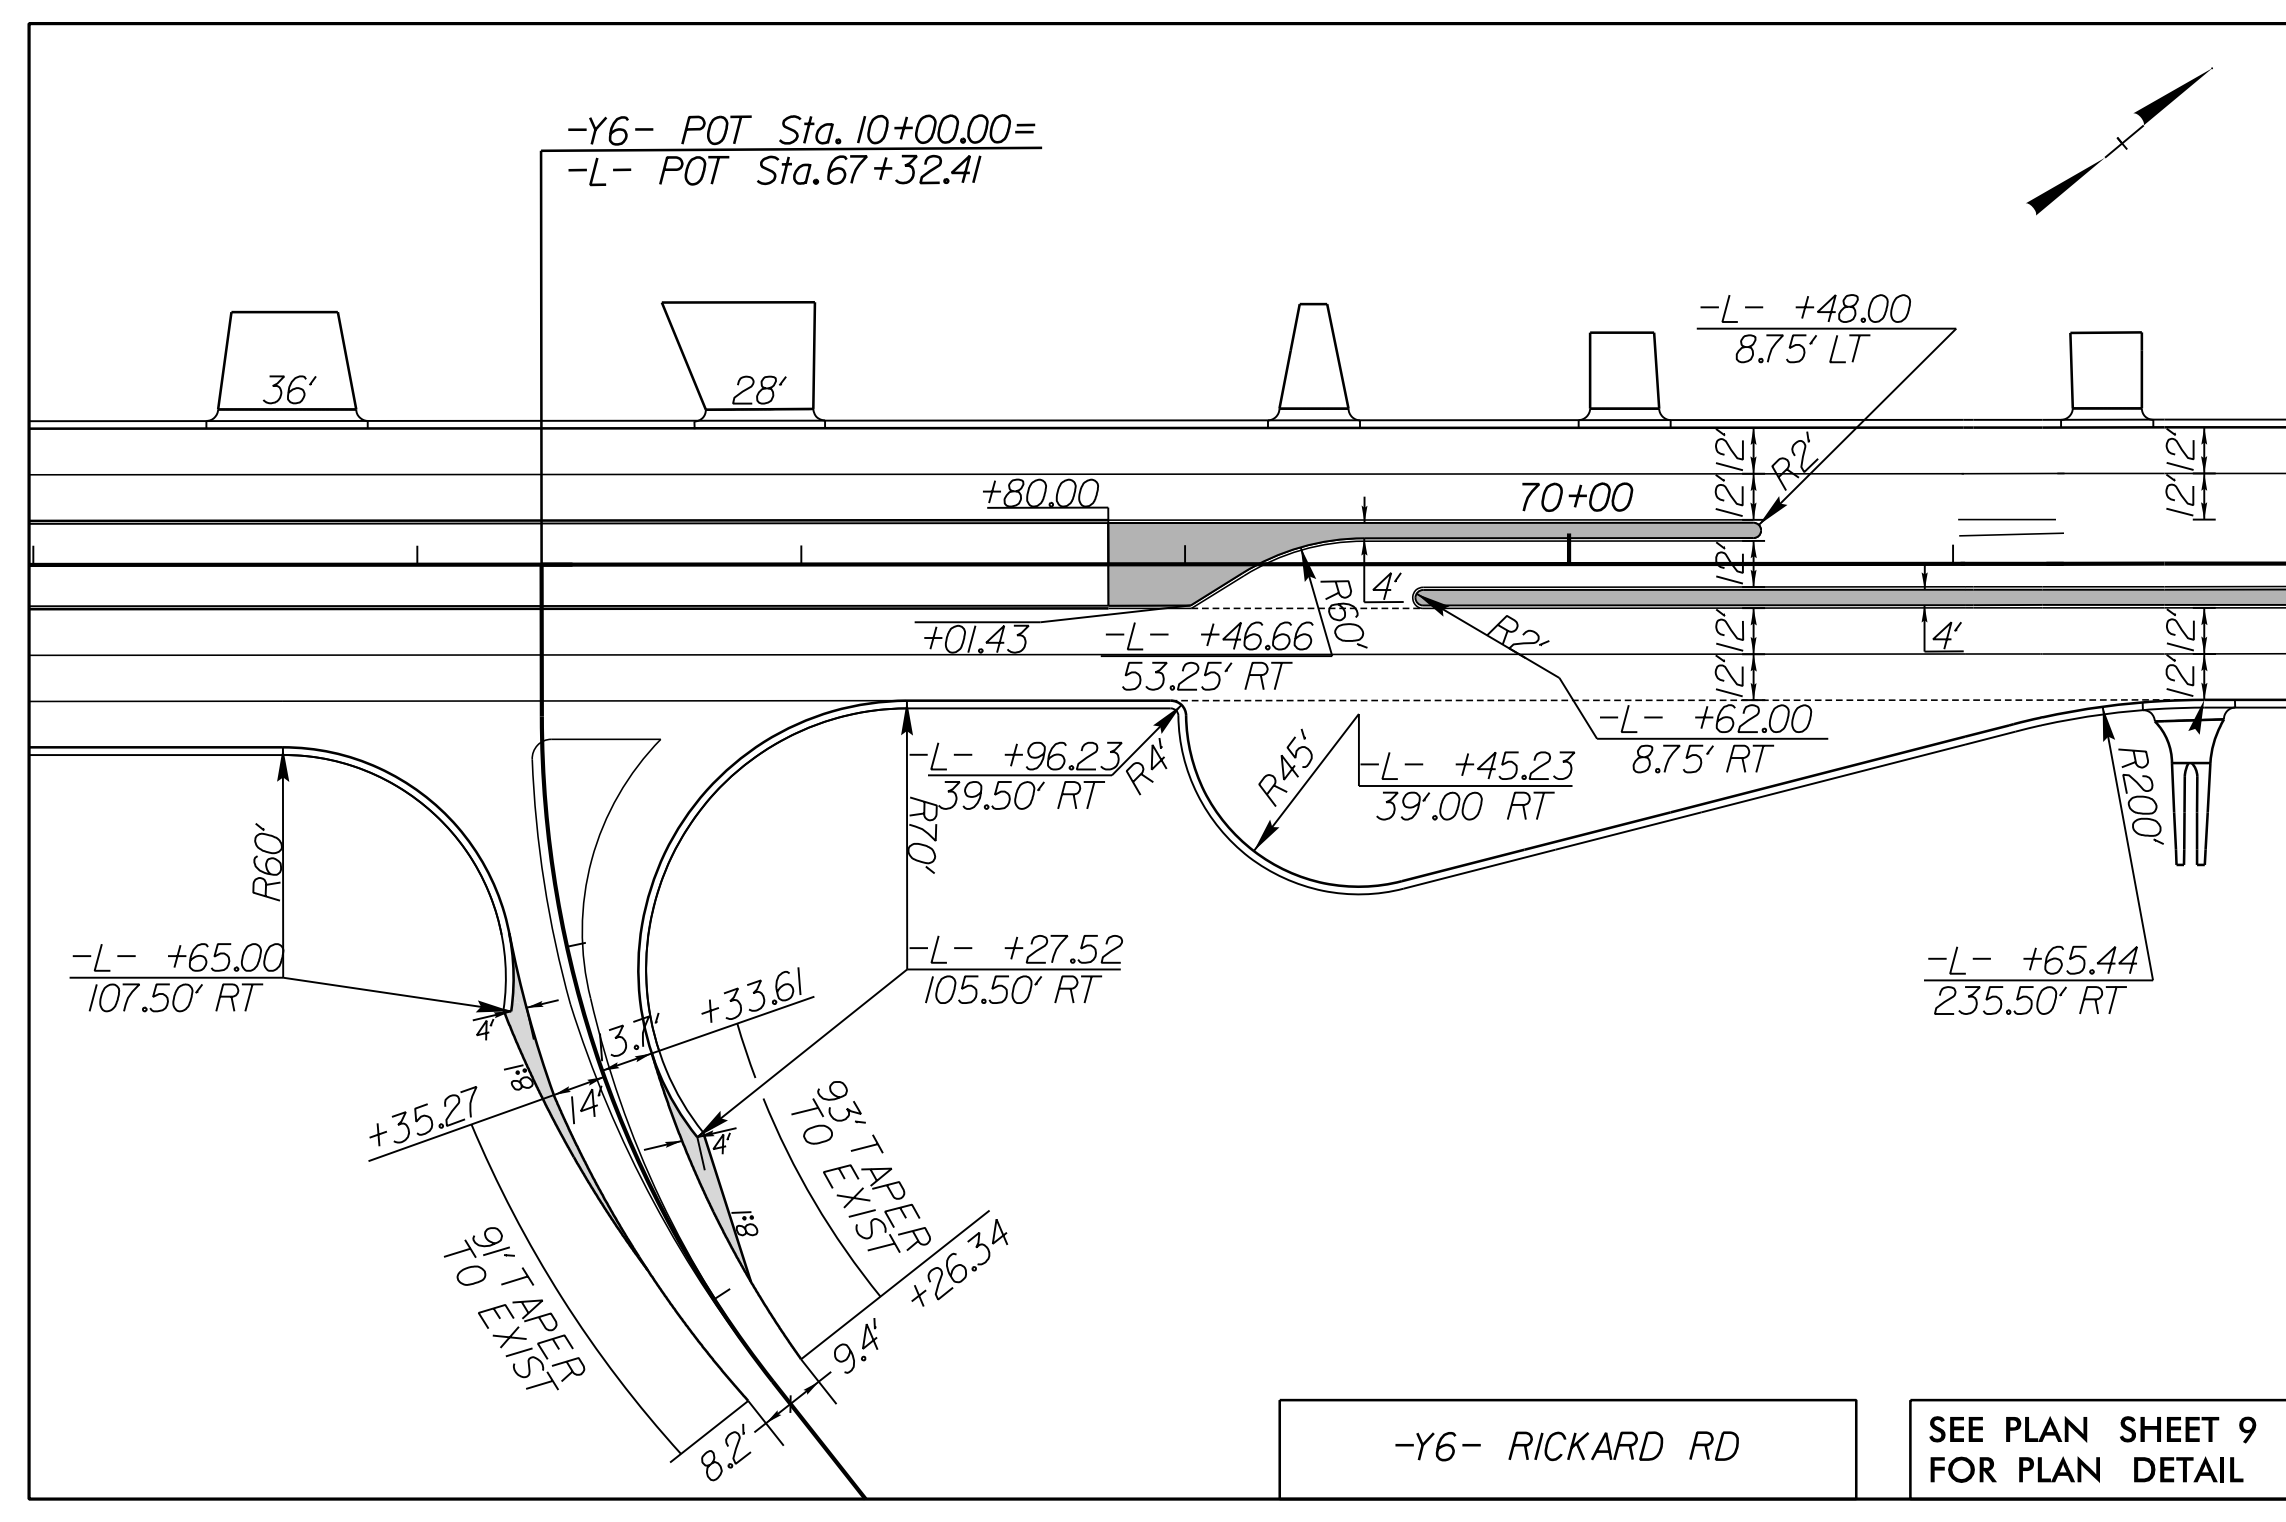 -Y6- POT Sta. 10+00.00=
-L- POT Sta. 67+32.41
36'
28'
-L- +48.00
8.75' LT
R2'
12'
12'
12'
12'
12'
12'
12'
12'
12'
+80.00
70+00
4'
R60'
+01.43
-L- +46.66
53.25' RT
R2'
4'
-L- +62.00
8.75' RT
-L- +96.23
39.50' RT
R4'
R45'
-L- +45.23
39'.00 RT
R200'
R60'
R70'
-L- +65.00
107.50' RT
-L- +27.52
105.50' RT
-L- +65.44
235.50' RT
4'
1:8
3.7'
+33.61
+35.27
14'
4'
1:8
93' TAPER
TO EXIST
91' TAPER
TO EXIST
+26.34
9.4'
8.2'
-Y6- RICKARD RD
SEE PLAN SHEET 9
FOR PLAN DETAIL